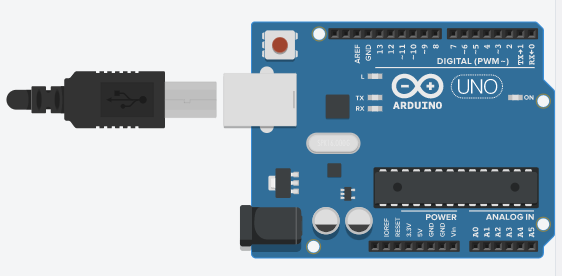 AREF
GND
13
12
~11
~10
~9
8
7
~6
~5
4
~3
2
TX→1
RX←0
DIGITAL (PWM~)
L
TX
RX
ARDUINO
UNO
ON
POWER
ANALOG IN
IOREF
RESET
3.3V
5V
GND
GND
Vin
A0
A1
A2
A3
A4
A5